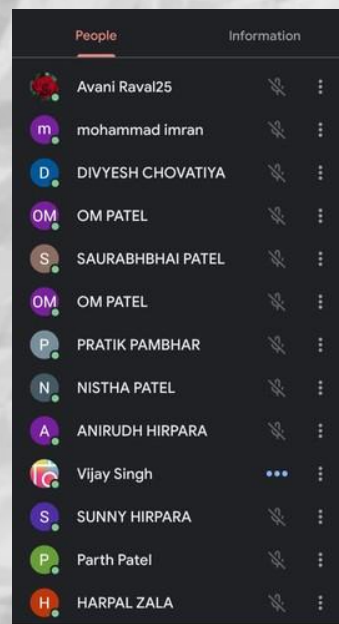 People Information
Avani Raval25
m mohammad imran
D DIVYESH CHOVATIYA
OM OM PATEL
S SAURABHBHAI PATEL
OM OM PATEL
P PRATIK PAMBHAR
N NISTHA PATEL
A ANIRUDH HIRPARA
Vijay Singh
S SUNNY HIRPARA
P Parth Patel
H HARPAL ZALA